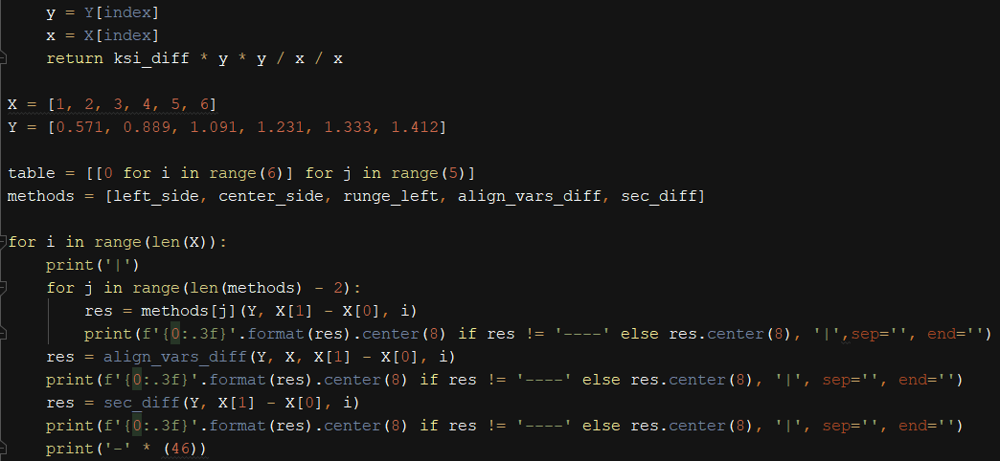 y = Y[index]
    x = X[index]
    return ksi_diff * y * y / x / x

X = [1, 2, 3, 4, 5, 6]
Y = [0.571, 0.889, 1.091, 1.231, 1.333, 1.412]

table = [[0 for i in range(6)] for j in range(5)]
methods = [left_side, center_side, runge_left, align_vars_diff, sec_diff]

for i in range(len(X)):
    print('|')
    for j in range(len(methods) - 2):
        res = methods[j](Y, X[1] - X[0], i)
        print(f'{0:.3f}'.format(res).center(8) if res != '----' else res.center(8), '|',sep='', end='')
    res = align_vars_diff(Y, X, X[1] - X[0], i)
    print(f'{0:.3f}'.format(res).center(8) if res != '----' else res.center(8), '|', sep='', end='')
    res = sec_diff(Y, X[1] - X[0], i)
    print(f'{0:.3f}'.format(res).center(8) if res != '----' else res.center(8), '|', sep='', end='')
    print('-' * (46))